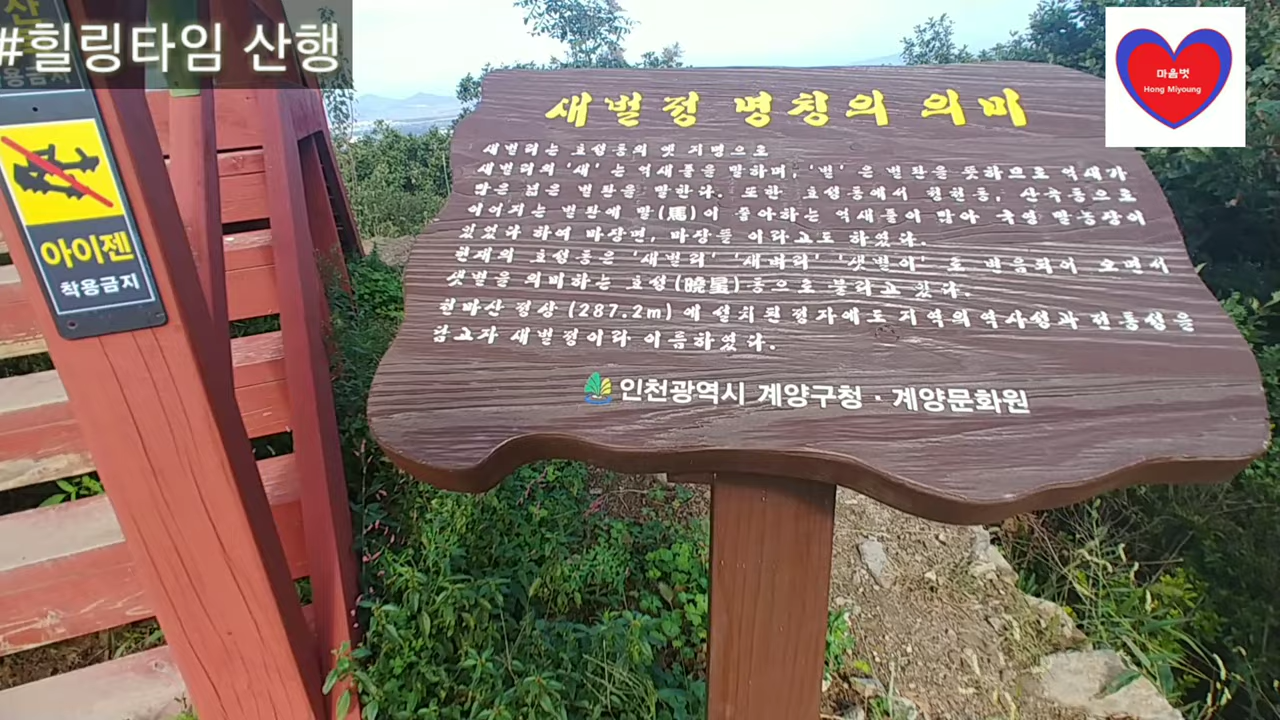 #힐링타임 산행
산
착용금지
아이젠
착용금지
마음벗
Hong Miyoung
새벌정 명칭의 의미
새벌리는 효성동의 옛 지명으로
새벌리의 '새' 는 억새풀을 말하며, '벌' 은 벌판을 뜻하므로 억새가
많은 넓은 벌판을 말한다. 또한 효성동에서 청천동, 산곡동으로
이어지는 벌판에 말(馬)이 좋아하는 억새풀이 많아 국영 말농장이
있었다 하여 마장면, 마장뜰 이라고도 하였다.
현재의 효성동은 '새벌리' '새벼리' '샛별이' 로 변음되어 오면서
샛별을 의미하는 효성(曉星)동으로 불리고 있다.
천마산 정상 (287.2m) 에 설치된 정자에도 지역의 역사성과 전통성을
담고자 새벌정이라 이름하였다.
인천광역시 계양구청 · 계양문화원